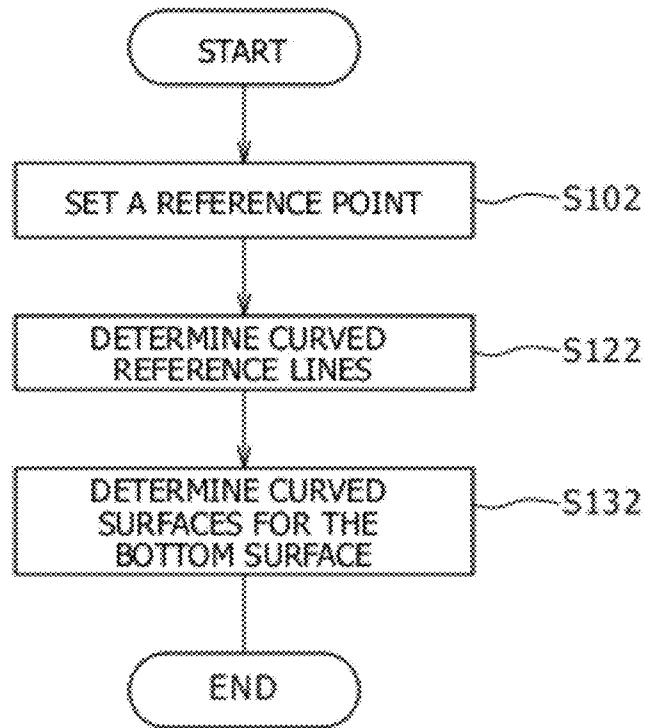 START
SET A REFERENCE POINT
S102
DETERMINE CURVED
REFERENCE LINES
S122
DETERMINE CURVED
SURFACES FOR THE
BOTTOM SURFACE
S132
END